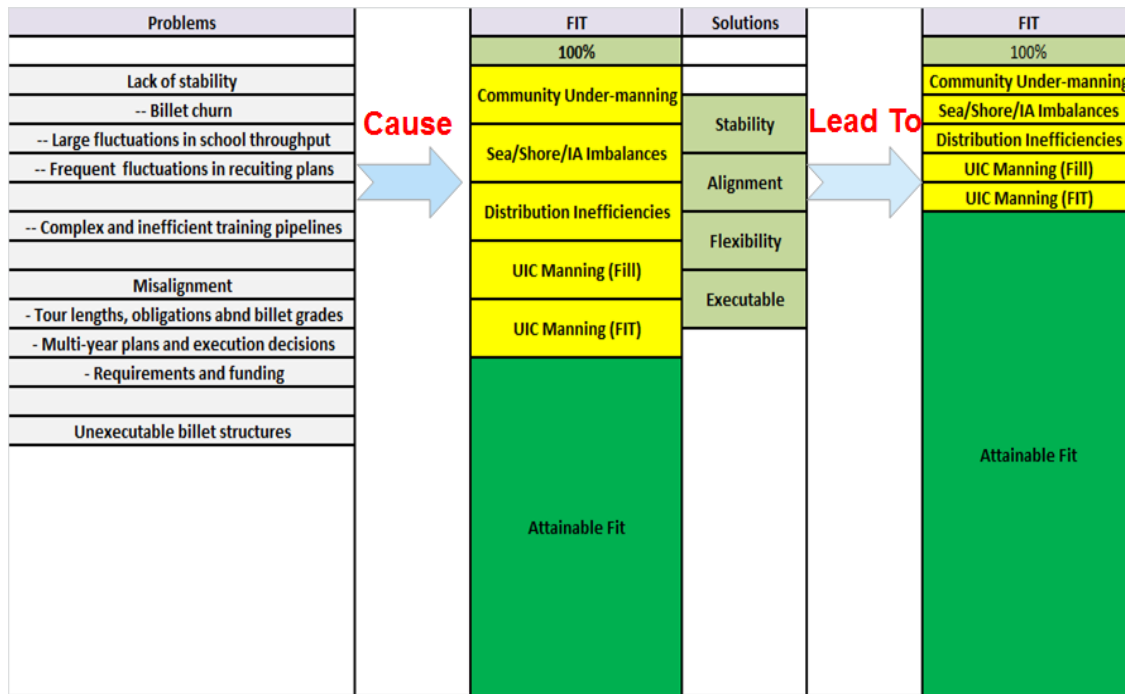 Problems
Lack of stability
-- Billet churn
-- Large fluctuations in school throughput
-- Frequent fluctuations in recuiting plans
-- Complex and inefficient training pipelines
Misalignment
- Tour lengths, obligations abnd billet grades
- Multi-year plans and execution decisions
- Requirements and funding
Unexecutable billet structures
Cause
FIT
100%
Community Under-manning
Sea/Shore/IA Imbalances
Distribution Inefficiencies
UIC Manning (Fill)
UIC Manning (FIT)
Attainable Fit
Solutions
Stability
Alignment
Flexibility
Executable
Lead To
FIT
100%
Community Under-manning
Sea/Shore/IA Imbalances
Distribution Inefficiencies
UIC Manning (Fill)
UIC Manning (FIT)
Attainable Fit